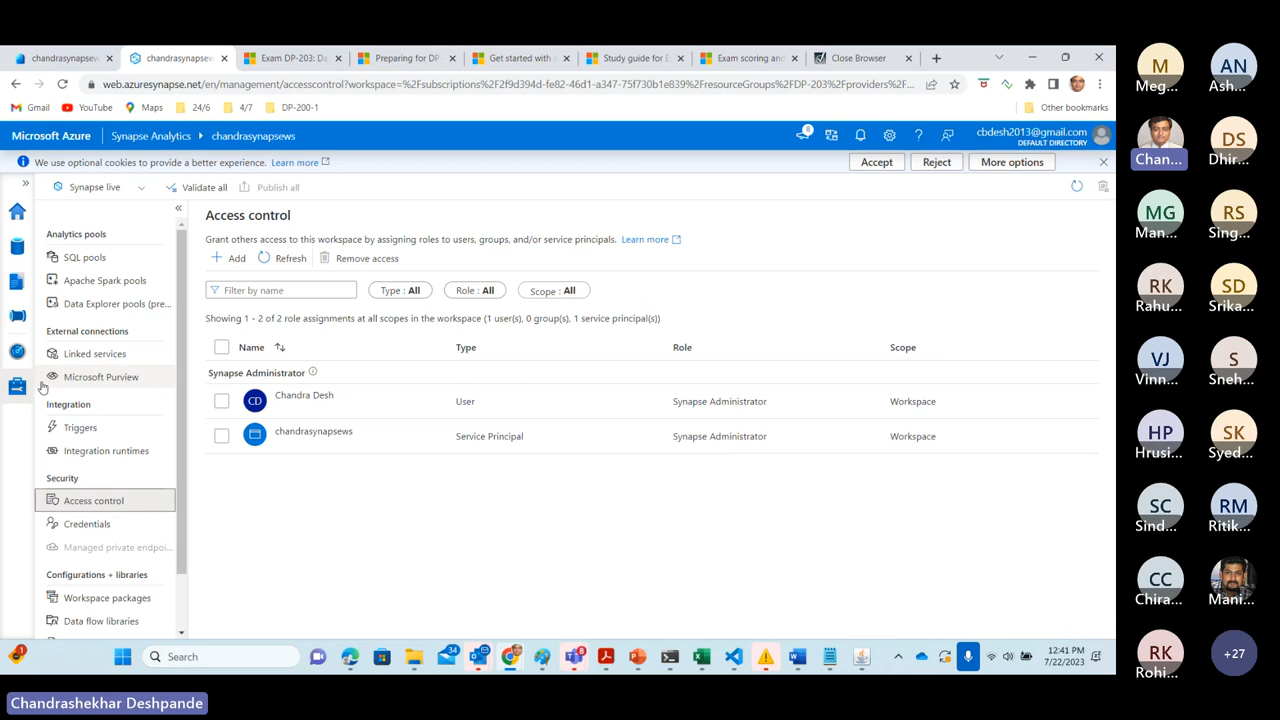 chandrasynapsew
chandrasynapsew
Exam DP-203: Da
Preparing for DP
Get started with
Study guide for E
Exam scoring an
Close Browser
web.azuresynapse.net/en/management/accesscontrol?workspace=%2Fsubscriptions%2f9d394d-fe82-46d1-a347-75f730b1e839%2FresourceGroups%2FDP-203%2Fproviders%2F...
Gmail
YouTube
Maps
24/6
4/7
DP-200-1
Other bookmarks
Microsoft Azure
Synapse Analytics
chandrasynapsews
8
cbdesh2013@gmail.com
DEFAULT DIRECTORY
We use optional cookies to provide a better experience. Learn more
Accept
Reject
More options
Synapse live
Validate all
Publish all
Analytics pools
SQL pools
Apache Spark pools
Data Explorer pools (pre...
External connections
Linked services
Microsoft Purview
Integration
Triggers
Integration runtimes
Security
Access control
Credentials
Managed private endpoi...
Configurations + libraries
Workspace packages
Data flow libraries
Access control
Grant others access to this workspace by assigning roles to users, groups, and/or service principals. Learn more
Add
Refresh
Remove access
Filter by name
Type : All
Role : All
Scope : All
Showing 1 - 2 of 2 role assignments at all scopes in the workspace (1 user(s), 0 group(s), 1 service principal(s))
Name
Type
Role
Scope
Synapse Administrator
CD
Chandra Desh
User
Synapse Administrator
Workspace
chandrasynapsews
Service Principal
Synapse Administrator
Workspace
1
Search
34
8
12:41 PM
7/22/2023
Chandrashekhar Deshpande
M
Meg...
AN
Ash...
Chan...
DS
Dhir...
MG
Man...
RS
Sing...
RK
Rahu...
SD
Srika...
VJ
Vinn...
S
Sneh...
HP
Hrusi...
SK
Syed...
SC
Sind...
RM
Ritik...
CC
Chira...
Mani...
RK
Rohi...
+27